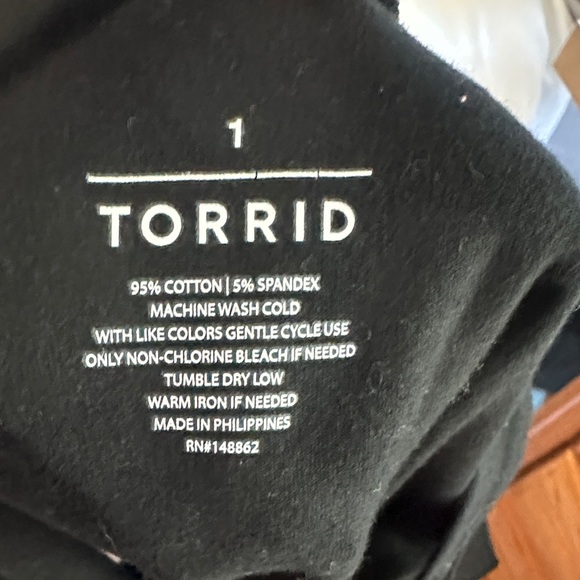 1
TORRID
95% COTTON | 5% SPANDEX
MACHINE WASH COLD
WITH LIKE COLORS GENTLE CYCLE USE
ONLY NON-CHLORINE BLEACH IF NEEDED
TUMBLE DRY LOW
WARM IRON IF NEEDED
MADE IN PHILIPPINES
RN#148862